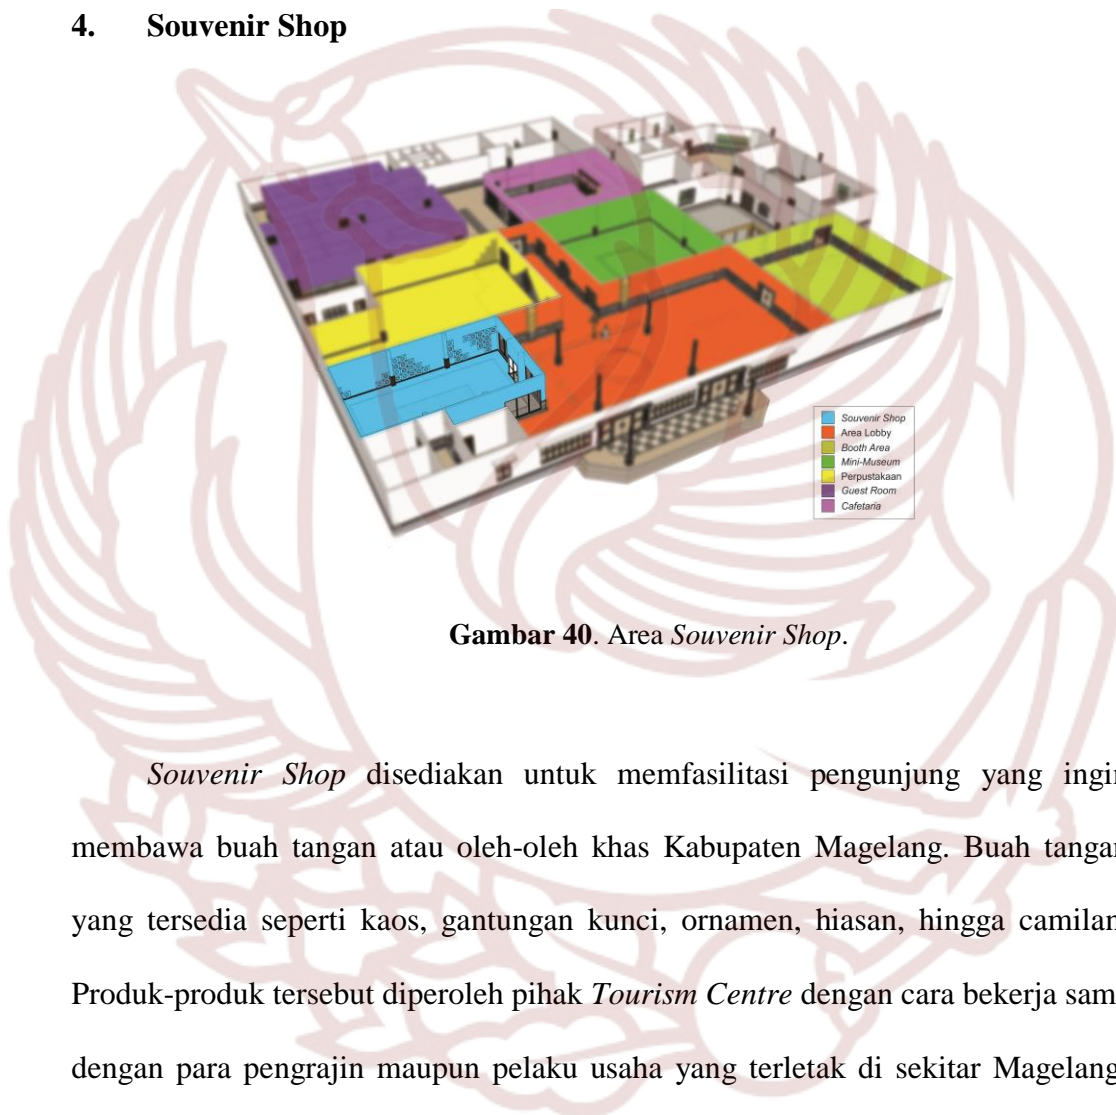 4. Souvenir Shop
Souvenir Shop
Area Lobby
Booth Area
Mini-Museum
Perpustakaan
Guest Room
Cafetaria
Gambar 40. Area Souvenir Shop.
Souvenir Shop disediakan untuk memfasilitasi pengunjung yang ingin
membawa buah tangan atau oleh-oleh khas Kabupaten Magelang. Buah tangan
yang tersedia seperti kaos, gantungan kunci, ornamen, hiasan, hingga camilan
Produk-produk tersebut diperoleh pihak Tourism Centre dengan cara bekerja sam
dengan para pengrajin maupun pelaku usaha yang terletak di sekitar Magelang